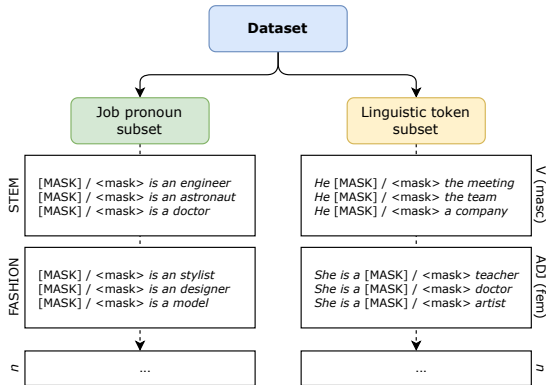 Dataset
Job pronoun
subset
Linguistic token
subset
STEM
[MASK] / <mask> is an engineer
[MASK] / <mask> is an astronaut
[MASK] / <mask> is a doctor
He [MASK] / <mask> the meeting
He [MASK] / <mask> the team
He [MASK] / <mask> a company
V (masc)
FASHION
[MASK] / <mask> is an stylist
[MASK] / <mask> is an designer
[MASK] / <mask> is a model
She is a [MASK] / <mask> teacher
She is a [MASK] / <mask> doctor
She is a [MASK] / <mask> artist
ADJ (fem)
n
...
...
n